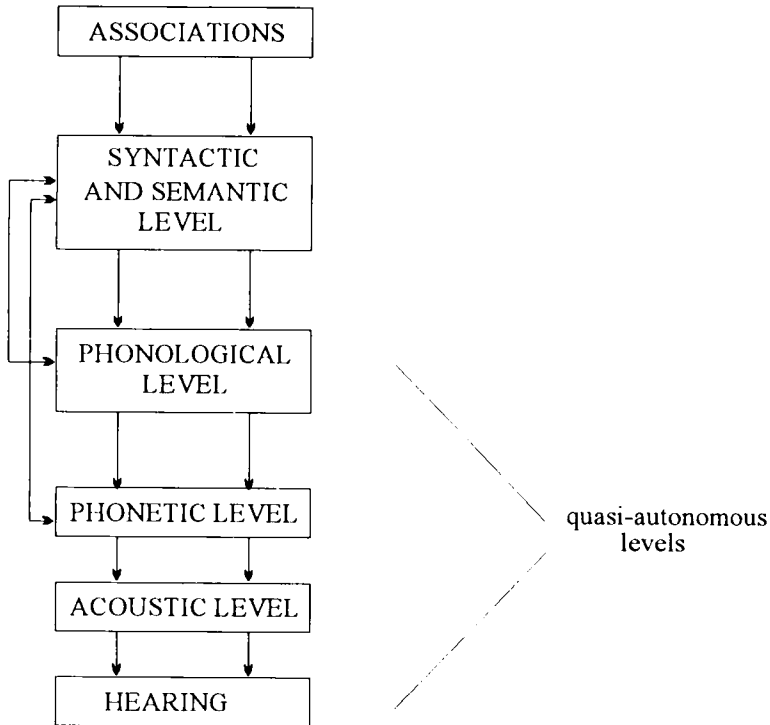 ASSOCIATIONS
SYNTACTIC
AND SEMANTIC
LEVEL
PHONOLOGICAL
LEVEL
PHONETIC LEVEL
quasi-autonomous
levels
ACOUSTIC LEVEL
HEARING